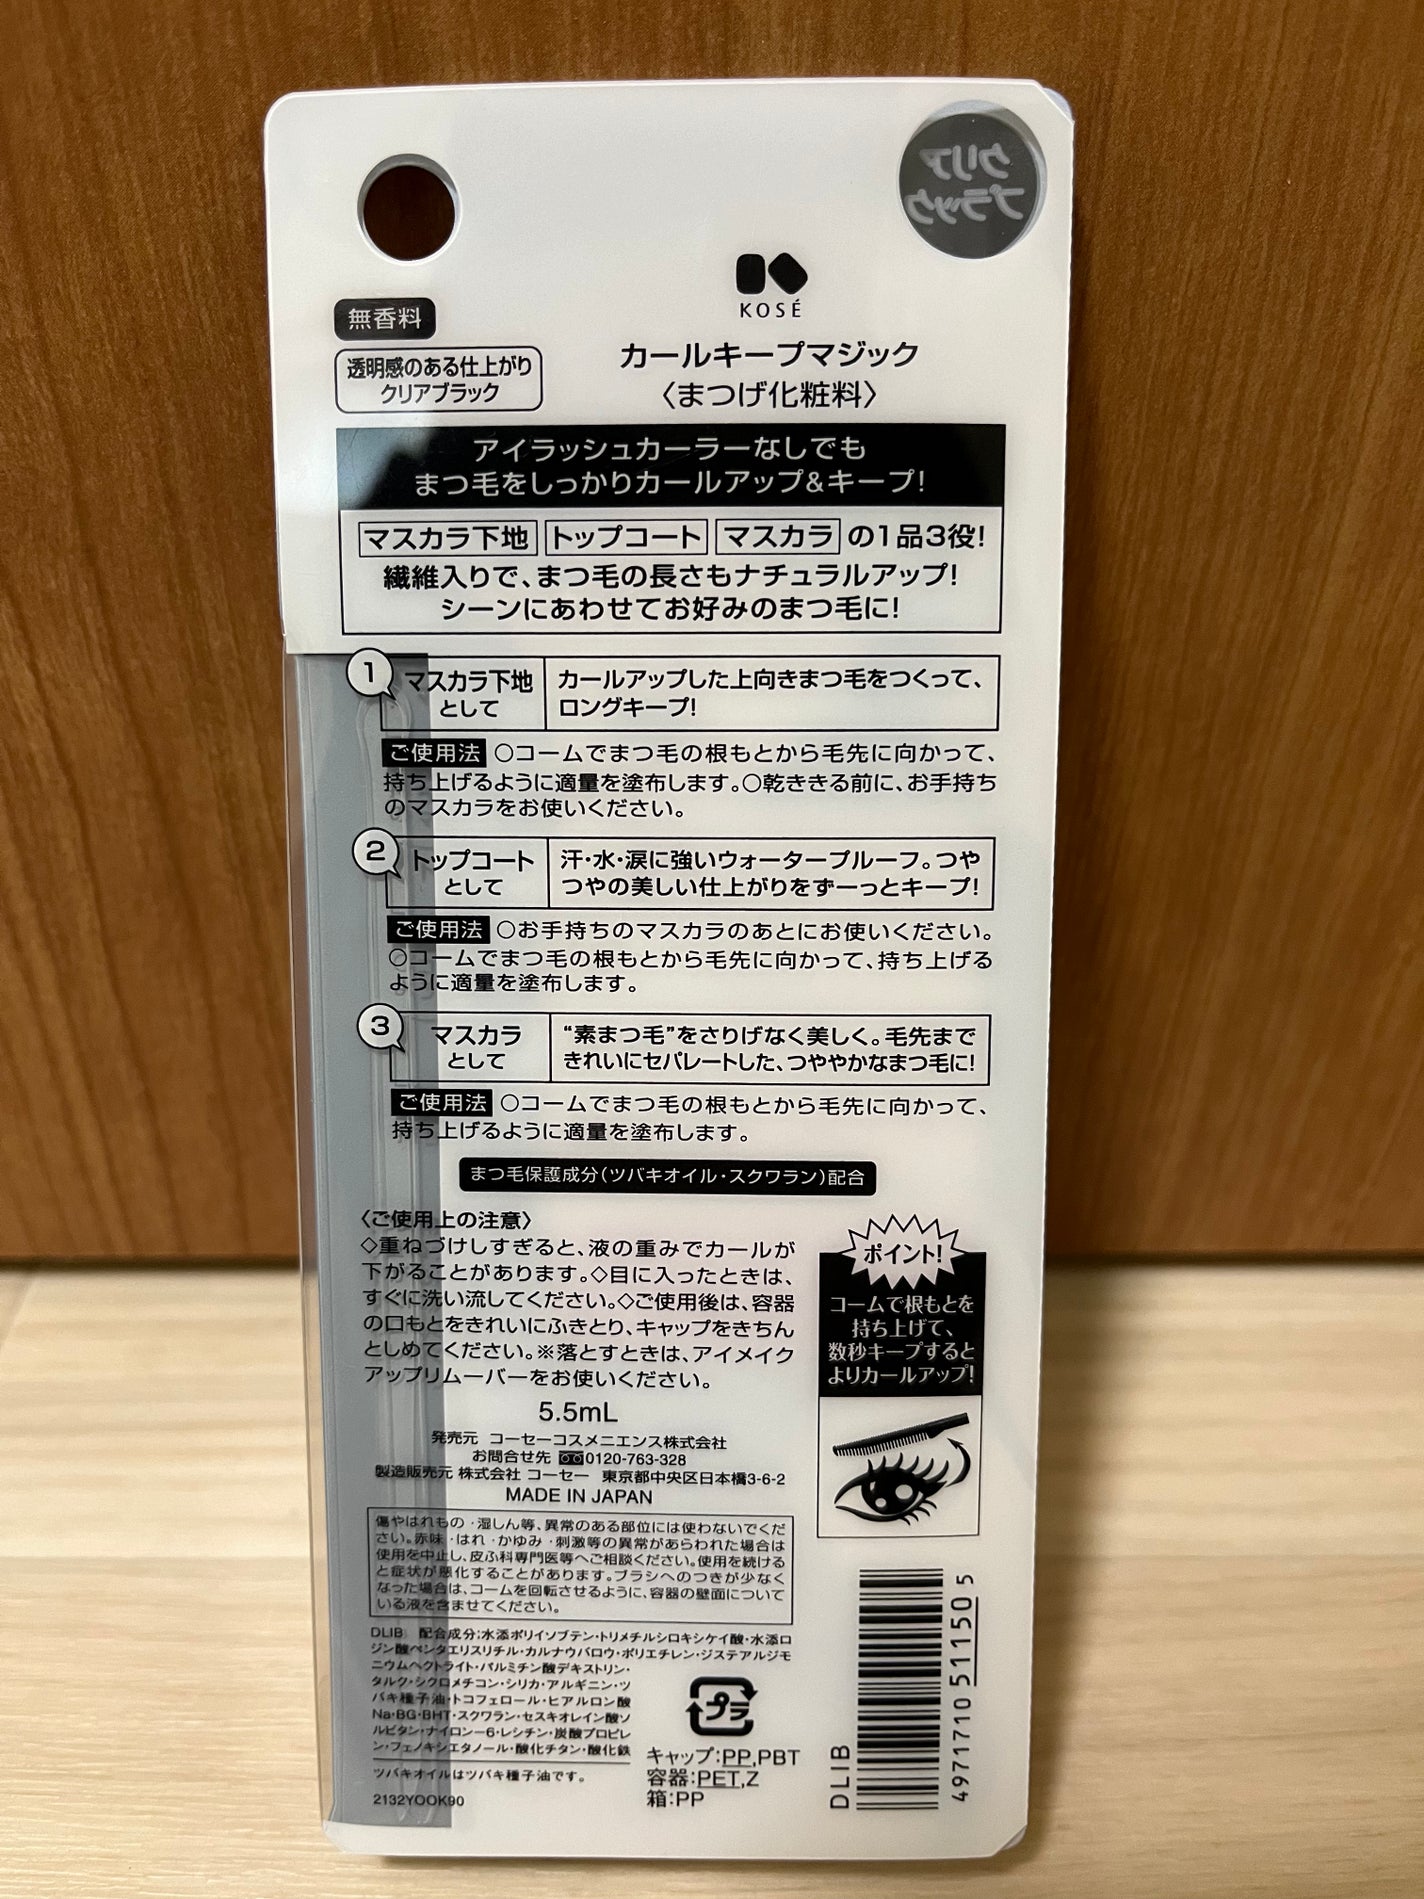 クリア
ブラック
KOSÉ
無香料
透明感のある仕上がり
クリアブラック
カールキープマジック
〈まつげ化粧料〉
アイラッシュカーラーなしでも
まつ毛をしっかりカールアップ&キープ!
マスカラ下地 トップコート マスカラ の1品3役!
繊維入りで、まつ毛の長さもナチュラルアップ!
シーンにあわせてお好みのまつ毛に!
1 マスカラ下地
として
カールアップした上向きまつ毛をつくって、
ロングキープ!
ご使用法 ○コームでまつ毛の根もとから毛先に向かって、
持ち上げるように適量を塗布します。○乾ききる前に、お手持ち
のマスカラをお使いください。
2 トップコート
として
汗・水・涙に強いウォータープルーフ。つや
つやの美しい仕上がりをずーっとキープ!
ご使用法 ○お手持ちのマスカラのあとにお使いください。
○コームでまつ毛の根もとから毛先に向かって、持ち上げる
ように適量を塗布します。
3 マスカラ
として
“素まつ毛”をさりげなく美しく。毛先まで
きれいにセパレートした、つややかなまつ毛に!
ご使用法 ○コームでまつ毛の根もとから毛先に向かって、
持ち上げるように適量を塗布します。
まつ毛保護成分(ツバキオイル・スクワラン)配合
〈ご使用上の注意〉
◇重ねづけしすぎると、液の重みでカールが
下がることがあります。◇目に入ったときは、
すぐに洗い流してください。◇ご使用後は、容器
の口もとをきれいにふきとり、キャップをきちん
としめてください。※落とすときは、アイメイク
アップリムーバーをお使いください。
ポイント!
コームで根もとを
持ち上げて、
数秒キープすると
よりカールアップ!
5.5mL
発売元 コーセーコスメニエンス株式会社
お問合せ先 0120-763-328
製造販売元 株式会社 コーセー 東京都中央区日本橋3-6-2
MADE IN JAPAN
傷やはれもの・湿しん等、異常のある部位には使わないでくだ
さい。赤味・はれ・かゆみ・刺激等の異常があらわれた場合は
使用を中止し、皮ふ科専門医等へご相談ください。使用を続ける
と症状が悪化することがあります。ブラシへのつきが少なく
なった場合は、コームを回転させるように、容器の壁面について
いる液を含ませてください。
DLIB 配合成分:水添ポリイソブテン・トリメチルシロキシケイ酸・水添ロ
ジン酸ペンタエリスリチル・カルナウバロウ・ポリエチレン・ジステアルジモ
ニウムヘクトライト・パルミチン酸デキストリン・
タルク・シクロメチコン・シリカ・アルギニン・ツ
バキ種子油・トコフェロール・ヒアルロン酸
Na・BG・BHT・スクワラン・セスキオレイン酸ソ
ルビタン・ナイロン-6・レシチン・炭酸プロピレ
ン・フェノキシエタノール・酸化チタン・酸化鉄
ツバキオイルはツバキ種子油です。
2132YOOK90
プラ
キャップ:PP,PBT
容器:PET,Z
箱:PP
DLIB
4971710 511505